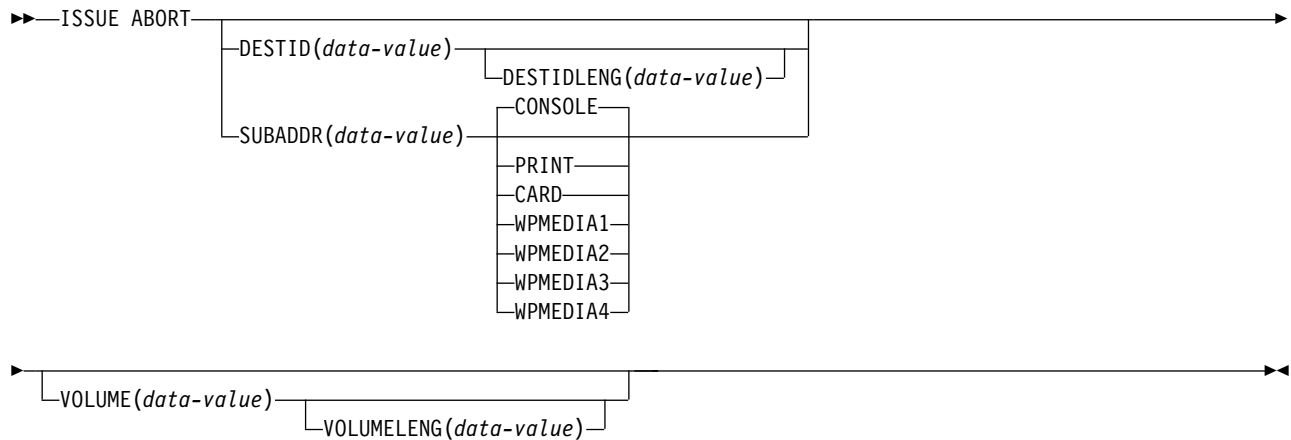 ISSUE ABORT
DESTID(data-value)
DESTIDLENG(data-value)
CONSOLE
SUBADDR(data-value)
PRINT
CARD
WPMEDIA1
WPMEDIA2
WPMEDIA3
WPMEDIA4
VOLUME(data-value)
VOLUMELENG(data-value)